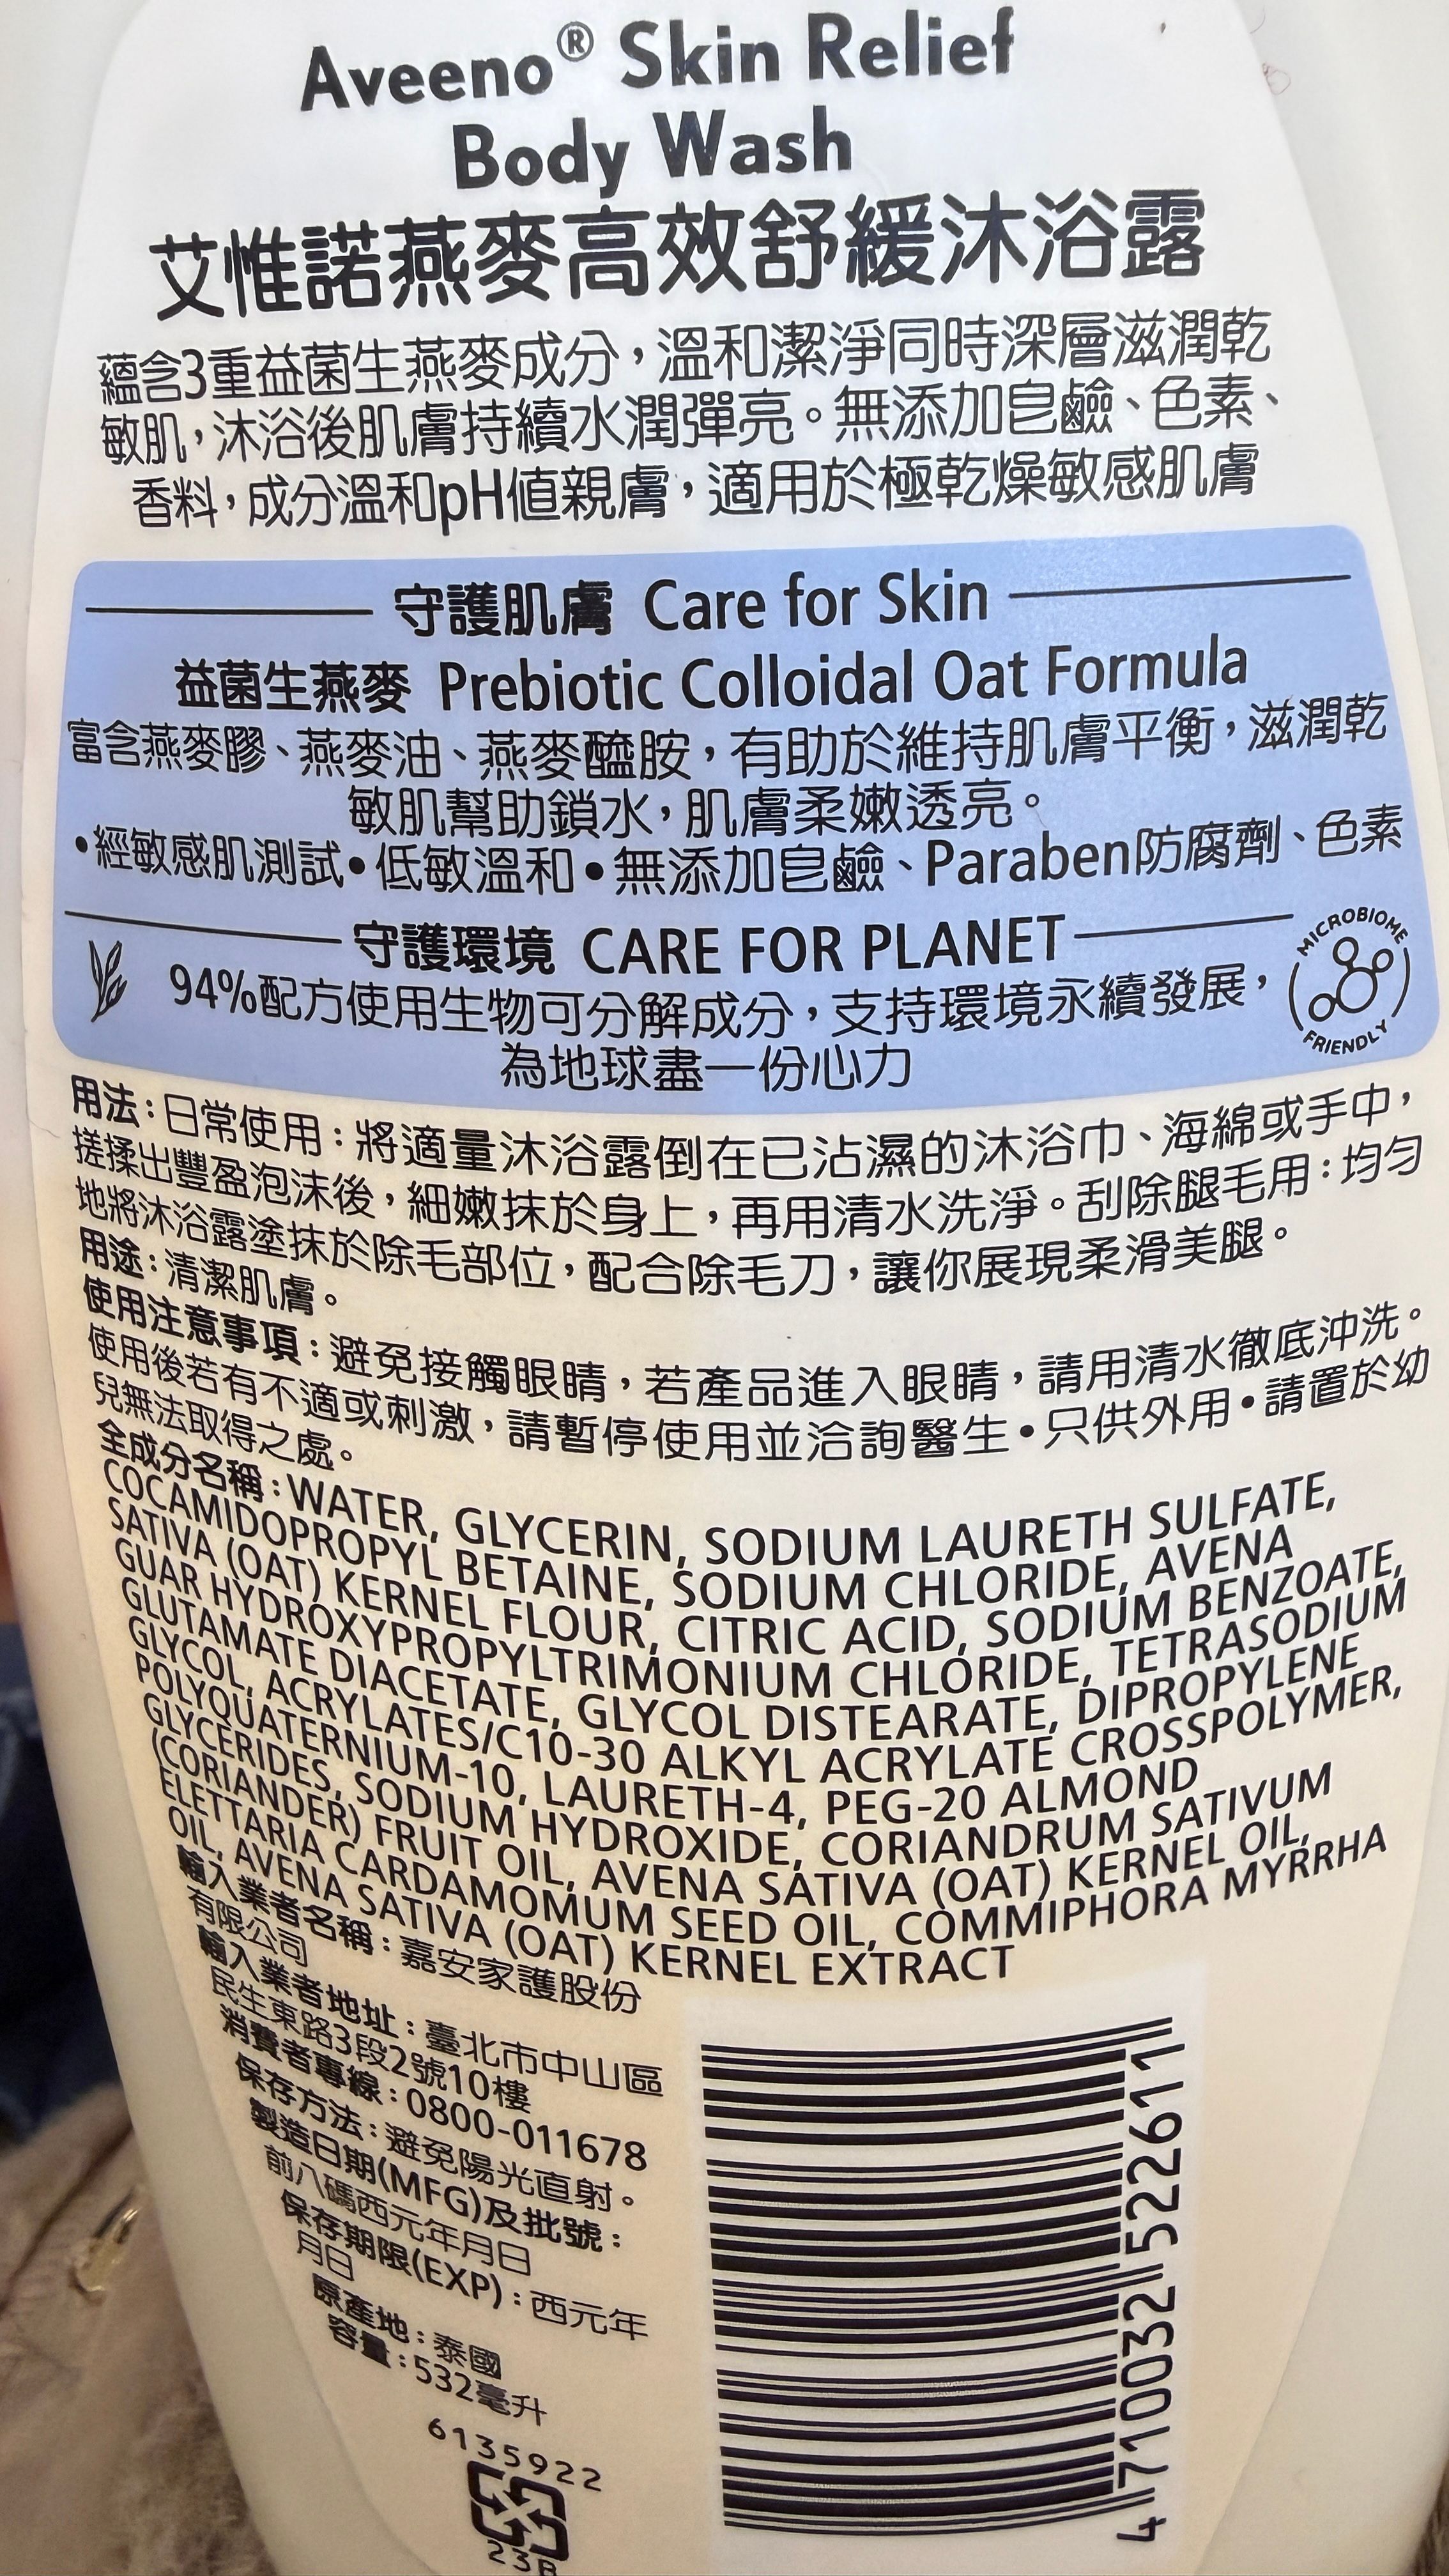 Aveeno® Skin Relief
Body Wash
艾惟諾燕麥高效舒緩沐浴露
蘊含3重益菌生燕麥成分，溫和潔淨同時深層滋潤乾
敏肌，沐浴後肌膚持續水潤彈亮。無添加皂鹼、色素、
香料，成分溫和pH值親膚，適用於極乾燥敏感肌膚
守護肌膚 Care for Skin
益菌生燕麥 Prebiotic Colloidal Oat Formula
富含燕麥膠、燕麥油、燕麥醯胺，有助於維持肌膚平衡，滋潤乾
敏肌幫助鎖水，肌膚柔嫩透亮。
•經敏感肌測試•低敏溫和•無添加皂鹼、Paraben防腐劑、色素
守護環境 CARE FOR PLANET
94%配方使用生物可分解成分，支持環境永續發展，
為地球盡一份心力
MICROBIOME
FRIENDLY
用法：日常使用：將適量沐浴露倒在已沾濕的沐浴巾、海綿或手中，
搓揉出豐盈泡沫後，細嫩抹於身上，再用清水洗淨。刮除腿毛用：均勻
地將沐浴露塗抹於除毛部位，配合除毛刀，讓你展現柔滑美腿。
用途：清潔肌膚。
使用注意事項：避免接觸眼睛，若產品進入眼睛，請用清水徹底沖洗。
使用後若有不適或刺激，請暫停使用並洽詢醫生•只供外用•請置於幼
兒無法取得之處。
全成分名稱：WATER, GLYCERIN, SODIUM LAURETH SULFATE,
COCAMIDOPROPYL BETAINE, SODIUM CHLORIDE, AVENA
SATIVA (OAT) KERNEL FLOUR, CITRIC ACID, SODIUM BENZOATE,
GUAR HYDROXYPROPYLTRIMONIUM CHLORIDE, TETRASODIUM
GLUTAMATE DIACETATE, GLYCOL DISTEARATE, DIPROPYLENE
GLYCOL, ACRYLATES/C10-30 ALKYL ACRYLATE CROSSPOLYMER,
POLYQUATERNIUM-10, LAURETH-4, PEG-20 ALMOND
GLYCERIDES, SODIUM HYDROXIDE, CORIANDRUM SATIVUM
(CORIANDER) FRUIT OIL, AVENA SATIVA (OAT) KERNEL OIL,
ELETTARIA CARDAMOMUM SEED OIL, COMMIPHORA MYRRHA
OIL, AVENA SATIVA (OAT) KERNEL EXTRACT
輸入業者名稱：嘉安家護股份
有限公司
輸入業者地址：臺北市中山區
民生東路3段2號10樓
消費者專線：0800-011678
保存方法：避免陽光直射。
製造日期(MFG)及批號：
前八碼西元年月日
保存期限(EXP)：西元年
月日
原產地：泰國
容量：532毫升
6135922
23B
4 710032 522611